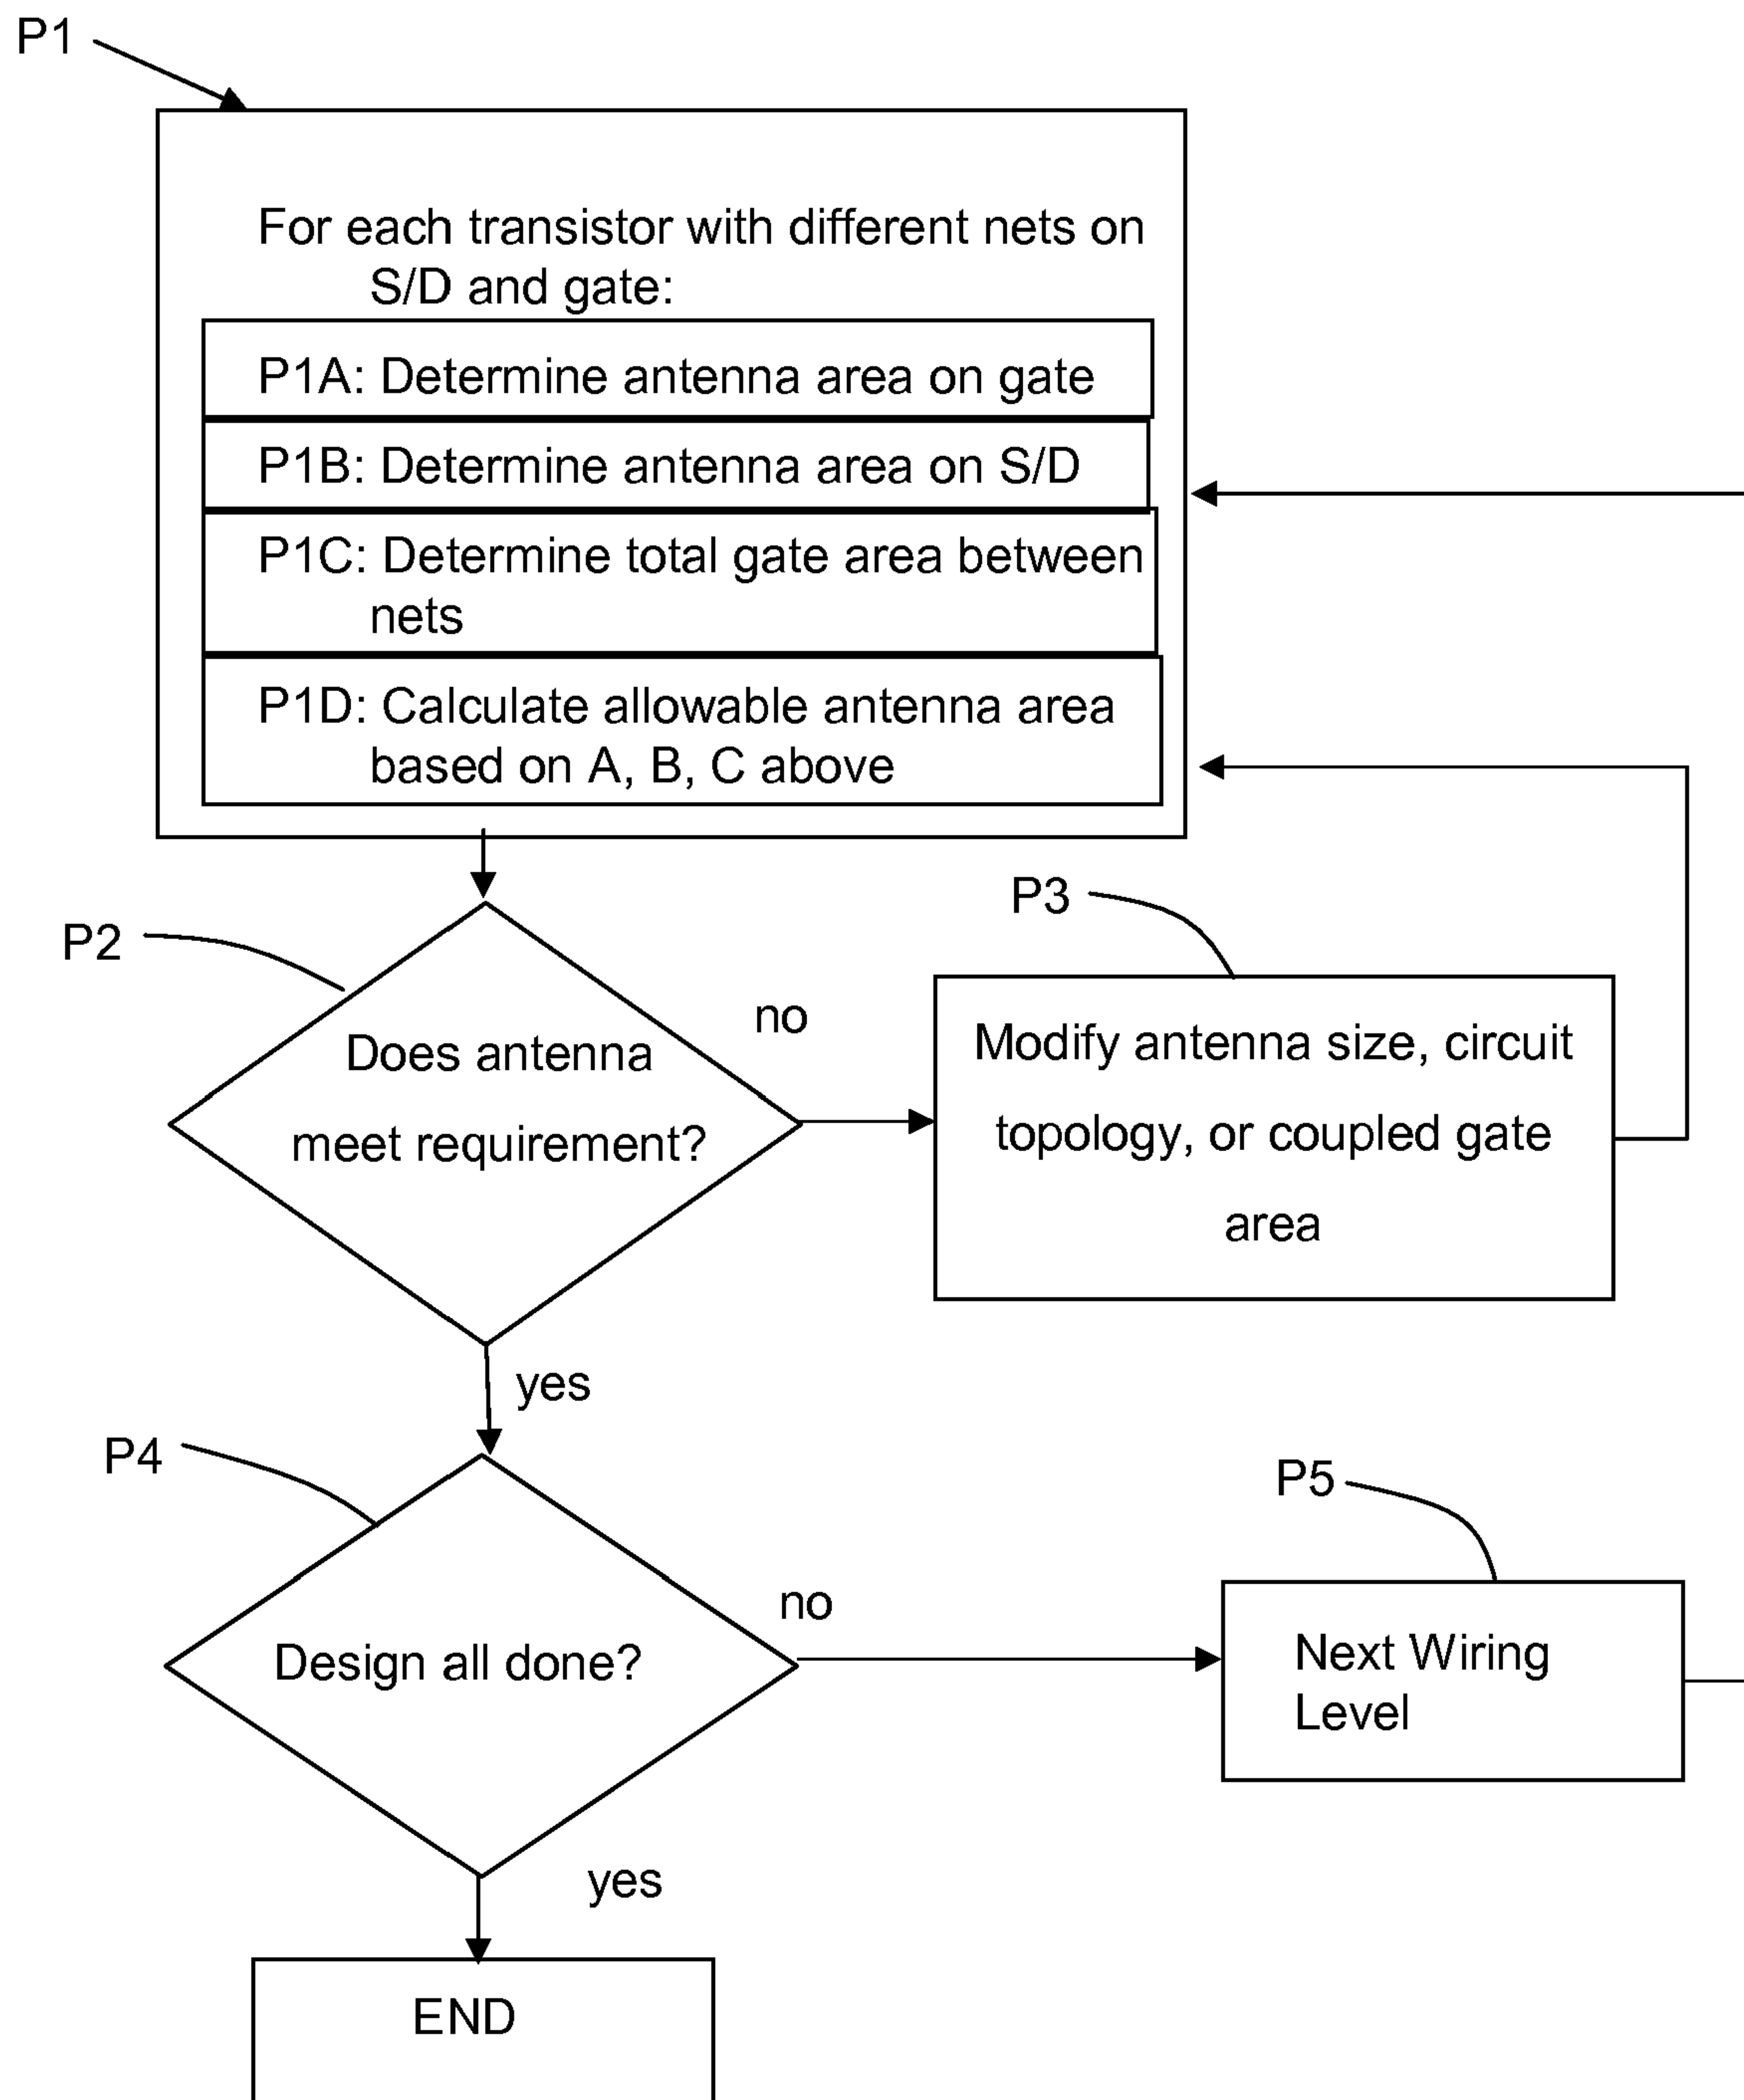 P1
For each transistor with different nets on
S/D and gate:
P1A: Determine antenna area on gate
P1B: Determine antenna area on S/D
P1C: Determine total gate area between
nets
P1D: Calculate allowable antenna area
based on A, B, C above
P2
Does antenna
meet requirement?
no
P3
Modify antenna size, circuit
topology, or coupled gate
area
yes
P4
Design all done?
no
P5
Next Wiring
Level
yes
END